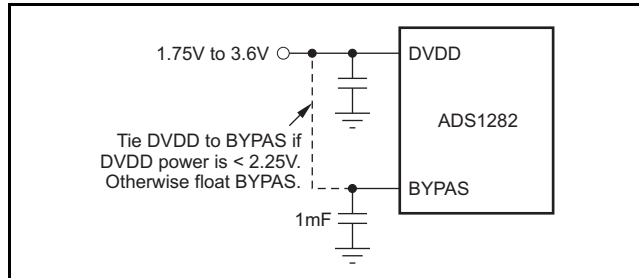 1.75V to 3.6V
DVDD
ADS1282
Tie DVDD to BYPAS if
DVDD power is < 2.25V.
Otherwise float BYPAS.
BYPAS
1mF